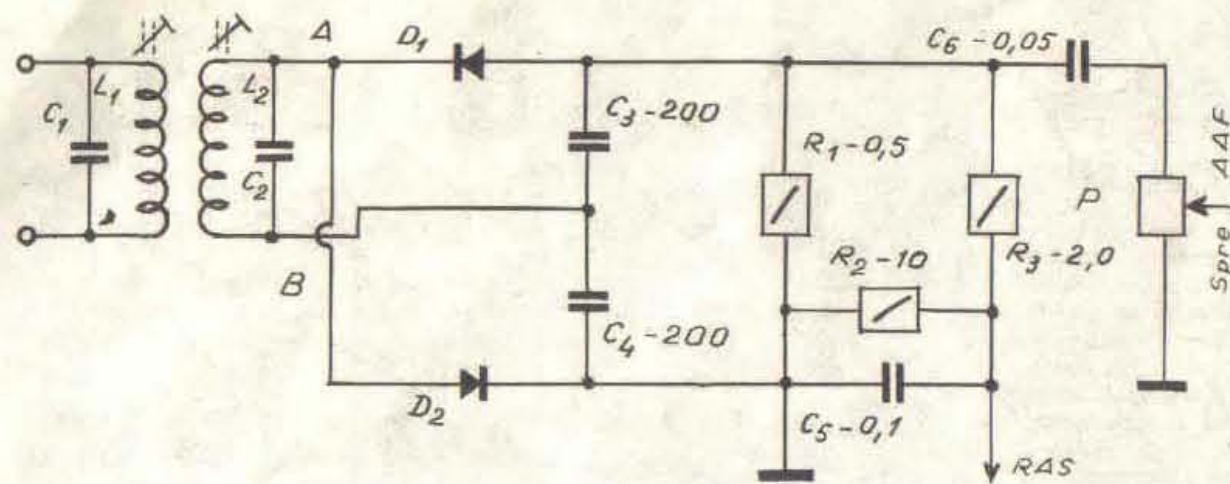 A
D1
C6-0,05
L1
L2
C1
C3-200
C2
R1-0,5
P
Spre AAF
R2-10
R3-2,0
B
C4-200
D2
C5-0,1
RAS